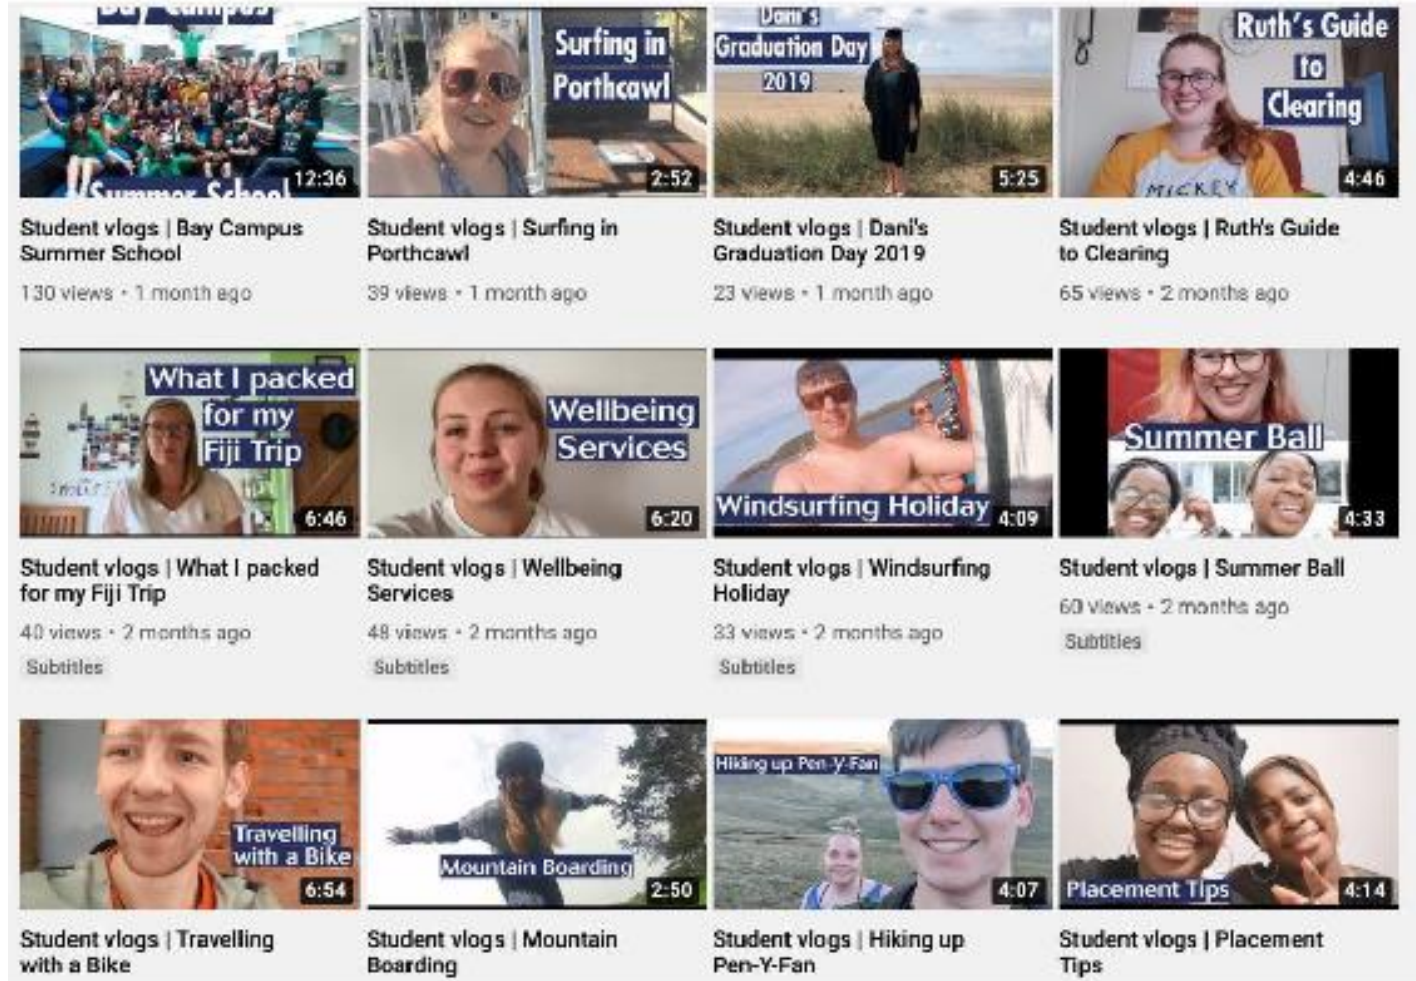 Bay Campus
Summer School
12:36
Surfing in
Porthcawl
2:52
Dani's
Graduation Day
2019
5:25
Ruth's Guide
to
Clearing
MICKEY
4:46
Student vlogs | Bay Campus
Summer School
130 views • 1 month ago
Student vlogs | Surfing in
Porthcawl
39 views • 1 month ago
Student vlogs | Dani's
Graduation Day 2019
23 views • 1 month ago
Student vlogs | Ruth's Guide
to Clearing
65 views • 2 months ago
What I packed
for my
Fiji Trip
6:46
Wellbeing
Services
6:20
Windsurfing Holiday
4:09
Summer Ball
4:33
Student vlogs | What I packed
for my Fiji Trip
40 views • 2 months ago
Subtitles
Student vlogs | Wellbeing
Services
48 views • 2 months ago
Subtitles
Student vlogs | Windsurfing
Holiday
33 views • 2 months ago
Subtitles
Student vlogs | Summer Ball
60 views • 2 months ago
Subtitles
Travelling
with a Bike
6:54
Mountain Boarding
2:50
Hiking up Pen-Y-Fan
4:07
Placement Tips
4:14
Student vlogs | Travelling
with a Bike
Student vlogs | Mountain
Boarding
Student vlogs | Hiking up
Pen-Y-Fan
Student vlogs | Placement
Tips